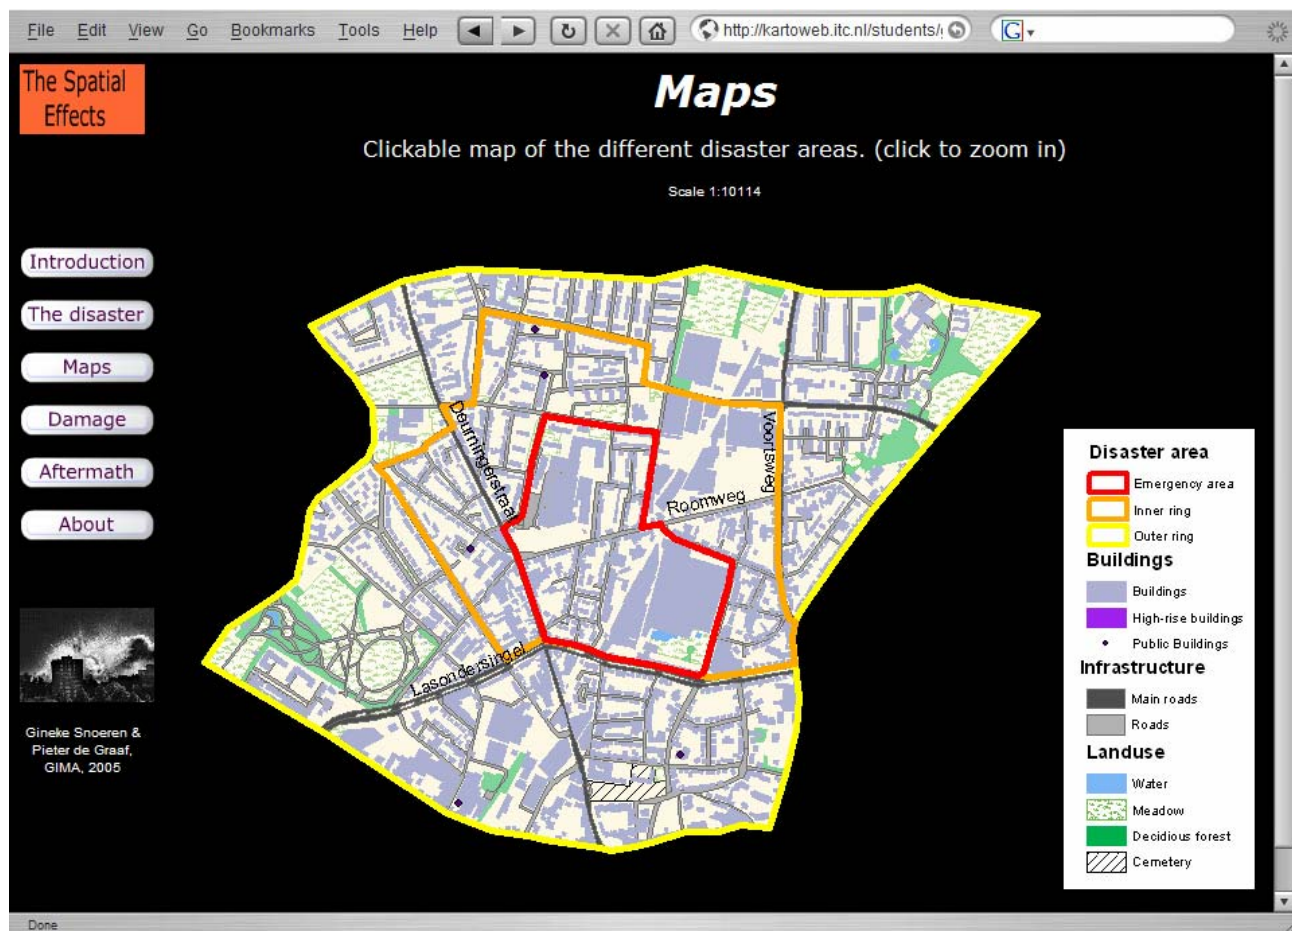 File Edit View Go Bookmarks Tools Help http://kartoweb.itc.nl/students/ G
The Spatial
Effects
Maps
Clickable map of the different disaster areas. (click to zoom in)
Scale 1:10114
Introduction
The disaster
Maps
Damage
Aftermath
About
Gineke Snoeren &
Pieter de Graaf,
GIMA, 2005
Deurningerstraat
Voortsweg
Roomweg
Lasondersingel
Disaster area
Emergency area
Inner ring
Outer ring
Buildings
Buildings
High-rise buildings
Public Buildings
Infrastructure
Main roads
Roads
Landuse
Water
Meadow
Decidious forest
Cemetery
Done